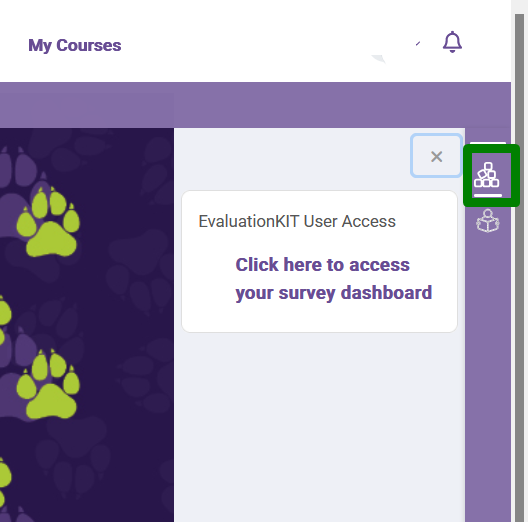 My Courses
EvaluationKIT User Access
Click here to access
your survey dashboard